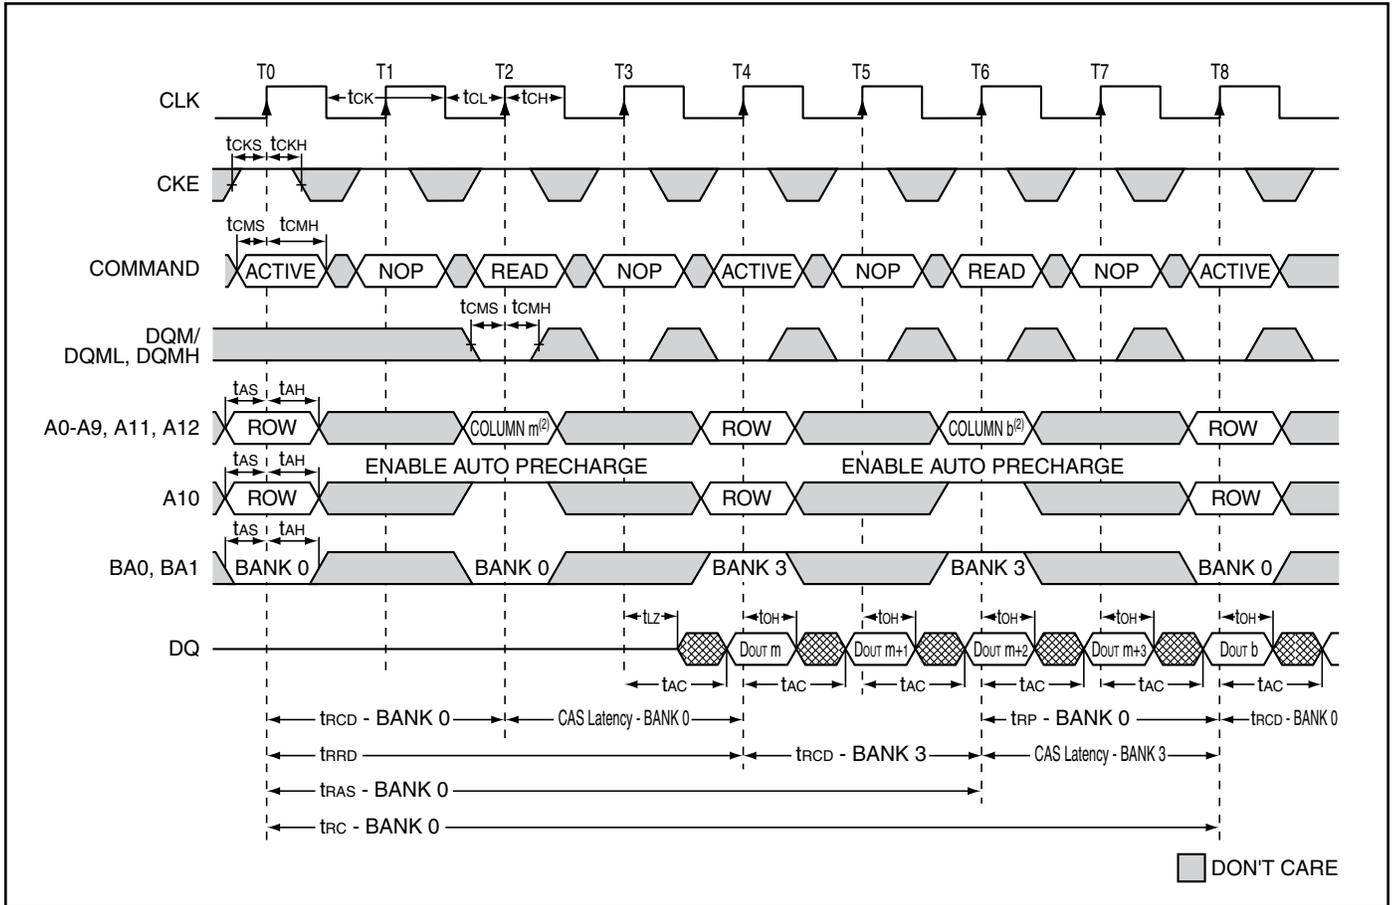 T0 T1 T2 T3 T4 T5 T6 T7 T8
CLK tCK tCL tCH
tCKS tCKH
CKE
tCMS tCMH
COMMAND ACTIVE NOP READ NOP ACTIVE NOP READ NOP ACTIVE
tCMS tCMH
DQM/
DQML, DQMH
tAS tAH
A0-A9, A11, A12 ROW COLUMN m(2) ROW COLUMN b(2) ROW
tAS tAH ENABLE AUTO PRECHARGE ENABLE AUTO PRECHARGE
A10 ROW ROW ROW
tAS tAH
BA0, BA1 BANK 0 BANK 0 BANK 3 BANK 3 BANK 0
tLZ tOH tOH tOH tOH tOH
DQ DOUT m DOUT m+1 DOUT m+2 DOUT m+3 DOUT b
tAC tAC tAC tAC tAC tAC
tRCD - BANK 0 CAS Latency - BANK 0 tRP - BANK 0 tRCD - BANK 0
tRRD tRCD - BANK 3 CAS Latency - BANK 3
tRAS - BANK 0
tRC - BANK 0
DON'T CARE